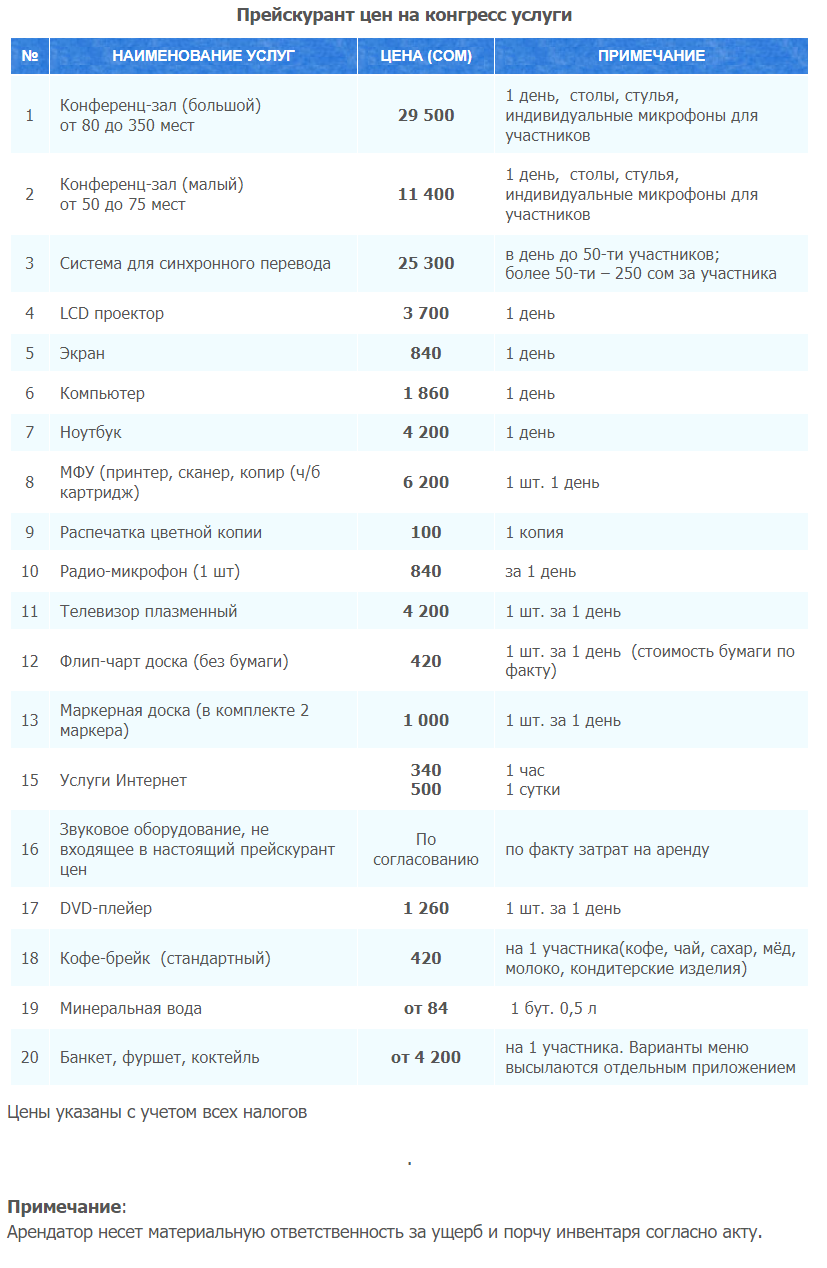 Прейскурант цен на конгресс услуги
№ НАИМЕНОВАНИЕ УСЛУГ ЦЕНА (СОМ) ПРИМЕЧАНИЕ
1 Конференц-зал (большой)
от 80 до 350 мест 29 500 1 день,  столы, стулья,
индивидуальные микрофоны для
участников
2 Конференц-зал (малый)
от 50 до 75 мест 11 400 1 день,  столы, стулья,
индивидуальные микрофоны для
участников
3 Система для синхронного перевода 25 300 в день до 50-ти участников;
более 50-ти – 250 сом за участника
4 LCD проектор 3 700 1 день
5 Экран 840 1 день
6 Компьютер 1 860 1 день
7 Ноутбук 4 200 1 день
8 МФУ (принтер, сканер, копир (ч/б
картридж) 6 200 1 шт. 1 день
9 Распечатка цветной копии 100 1 копия
10 Радио-микрофон (1 шт) 840 за 1 день
11 Телевизор плазменный 4 200 1 шт. за 1 день
12 Флип-чарт доска (без бумаги) 420 1 шт. за 1 день  (стоимость бумаги по
факту)
13 Маркерная доска (в комплекте 2
маркера) 1 000 1 шт. за 1 день
15 Услуги Интернет 340 1 час
500 1 сутки
16 Звуковое оборудование, не
входящее в настоящий прейскурант
цен По
согласованию по факту затрат на аренду
17 DVD-плейер 1 260 1 шт. за 1 день
18 Кофе-брейк  (стандартный) 420 на 1 участника(кофе, чай, сахар, мёд,
молоко, кондитерские изделия)
19 Минеральная вода от 84 1 бут. 0,5 л
20 Банкет, фуршет, коктейль от 4 200 на 1 участника. Варианты меню
высылаются отдельным приложением
Цены указаны с учетом всех налогов
.
Примечание:
Арендатор несет материальную ответственность за ущерб и порчу инвентаря согласно акту.